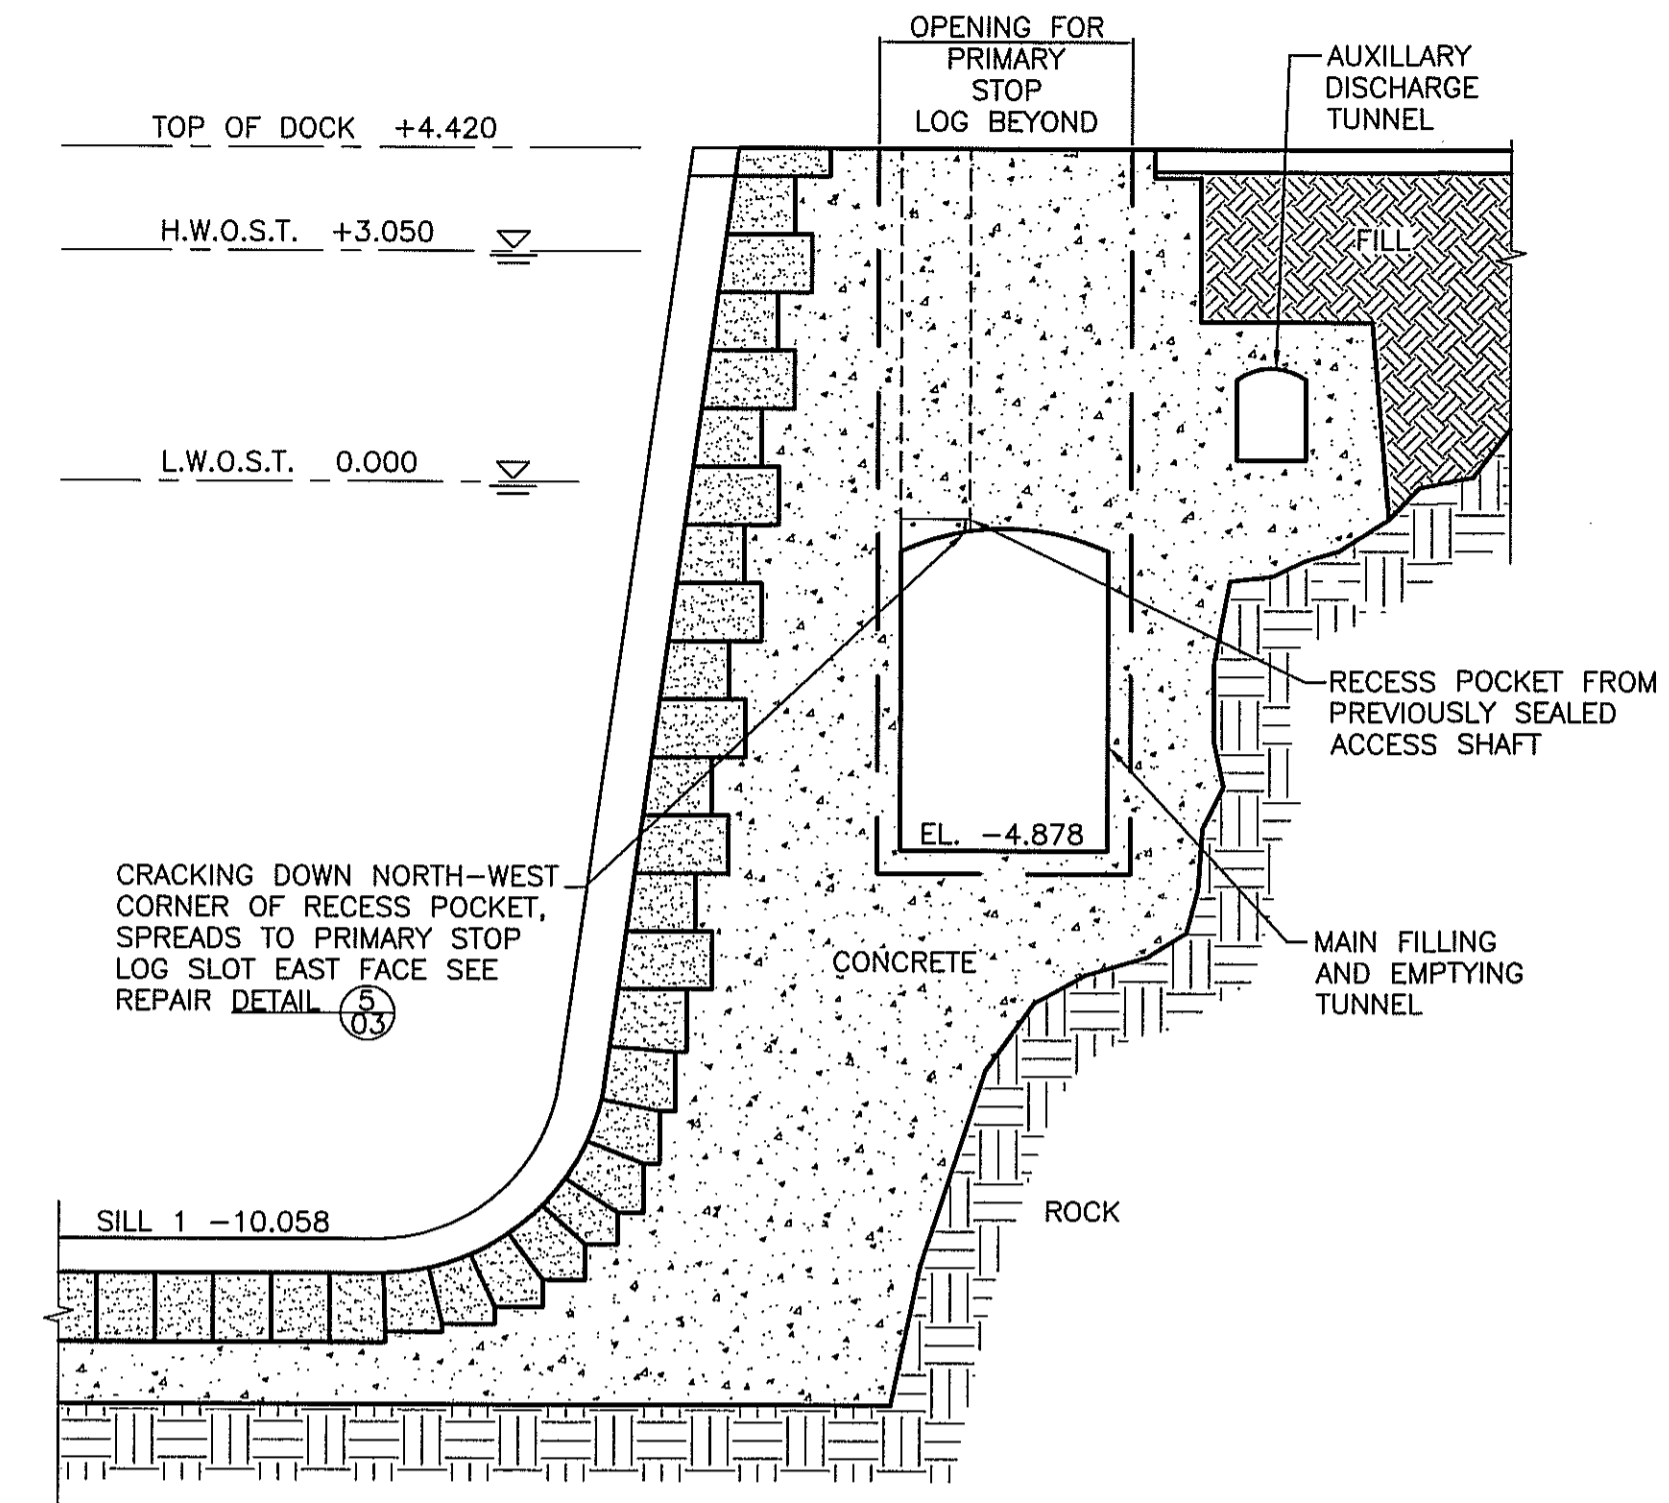 OPENING FOR
PRIMARY
STOP
LOG BEYOND
AUXILLARY
DISCHARGE
TUNNEL
TOP OF DOCK +4.420
H.W.O.S.T. +3.050
FILL
L.W.O.S.T. 0.000
RECESS POCKET FROM
PREVIOUSLY SEALED
ACCESS SHAFT
EL. -4.878
CRACKING DOWN NORTH-WEST
CORNER OF RECESS POCKET,
SPREADS TO PRIMARY STOP
LOG SLOT EAST FACE SEE
REPAIR DETAIL 5
03
CONCRETE
MAIN FILLING
AND EMPTYING
TUNNEL
ROCK
SILL 1 -10.058